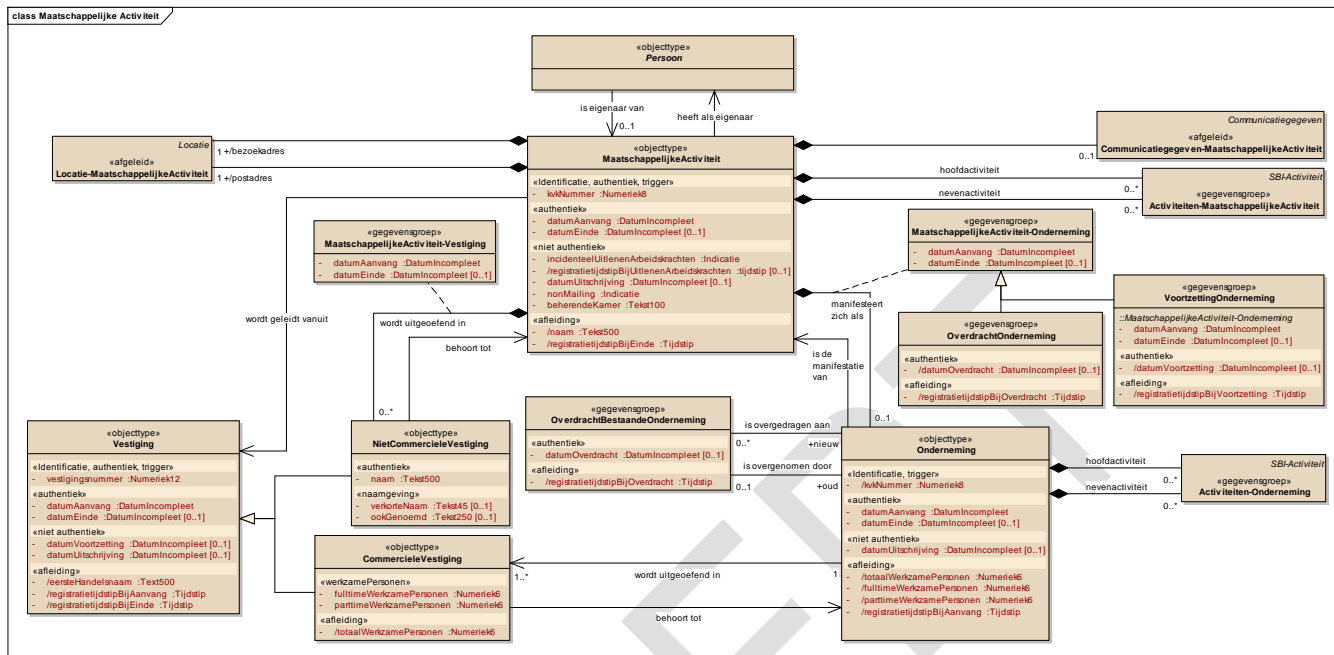 class Maatschappelijke Activiteit
«objecttype»
Persoon
is eigenaar van
0..1
heeft als eigenaar
Locatie
«afgeleid»
Locatie-MaatschappelijkeActiviteit
1 +/bezoekadres
1 +/postadres
«objecttype»
MaatschappelijkeActiviteit
«Identificatie, authentiek, trigger»
- kvkNummer :Numeriek8
«authentiek»
- datumAanvang :DatumIncompleet
- datumEinde :DatumIncompleet [0..1]
«niet authentiek»
- incidenteelUitlenenArbeidskrachten :Indicatie
- /registratietijdstipBijUitlenenArbeidskrachten :tijdstip [0..1]
- datumUitschrijving :DatumIncompleet [0..1]
- nonMailing :Indicatie
- beherendeKamer :Tekst100
«afleiding»
- /naam :Tekst500
- /registratietijdstipBijEinde :Tijdstip
Communicatiegegeven
«afgeleid»
Communicatiegegeven-MaatschappelijkeActiviteit
0..1
hoofdactiviteit
0..*
nevenactiviteit
0..*
SBI-Activiteit
«gegevensgroep»
Activiteiten-MaatschappelijkeActiviteit
«gegevensgroep»
MaatschappelijkeActiviteit-Vestiging
- datumAanvang :DatumIncompleet
- datumEinde :DatumIncompleet [0..1]
«gegevensgroep»
MaatschappelijkeActiviteit-Onderneming
- datumAanvang :DatumIncompleet
- datumEinde :DatumIncompleet [0..1]
«gegevensgroep»
VoortzettingOnderneming
::MaatschappelijkeActiviteit-Onderneming
- datumAanvang :DatumIncompleet
- datumEinde :DatumIncompleet [0..1]
«authentiek»
- /datumVoortzetting :DatumIncompleet [0..1]
«afleiding»
- /registratietijdstipBijVoortzetting :Tijdstip
«gegevensgroep»
OverdrachtOnderneming
«authentiek»
- /datumOverdracht :DatumIncompleet [0..1]
«afleiding»
- /registratietijdstipBijOverdracht :Tijdstip
wordt geleidt vanuit
wordt uitgeoefend in
0..*
behoort tot
manifesteert
zich als
0..1
is de
manifestatie
van
«objecttype»
Vestiging
«Identificatie, authentiek, trigger»
- vestigingsnummer :Numeriek12
«authentiek»
- datumAanvang :DatumIncompleet
- datumEinde :DatumIncompleet [0..1]
«niet authentiek»
- datumVoortzetting :DatumIncompleet [0..1]
- datumUitschrijving :DatumIncompleet [0..1]
«afleiding»
- /eersteHandelsnaam :Text500
- /registratietijdstipBijAanvang :Tijdstip
- /registratietijdstipBijEinde :Tijdstip
«objecttype»
NietCommercieleVestiging
«authentiek»
- naam :Tekst500
«naamgeving»
- verkorteNaam :Tekst45 [0..1]
- ookGenoemd :Tekst250 [0..1]
«gegevensgroep»
OverdrachtBestaandeOnderneming
«authentiek»
- datumOverdracht :DatumIncompleet [0..1]
«afleiding»
- /registratietijdstipBijOverdracht :Tijdstip
is overgedragen aan
0..*
+nieuw
is overgenomen door
0..1
+oud
«objecttype»
Onderneming
«Identificatie, trigger»
- /kvkNummer :Numeriek8
«authentiek»
- datumAanvang :DatumIncompleet
- datumEinde :DatumIncompleet [0..1]
«niet authentiek»
- datumUitschrijving :DatumIncompleet [0..1]
«afleiding»
- /totaalWerkzamePersonen :Numeriek6
- /fulltimeWerkzamePersonen :Numeriek6
- /parttimeWerkzamePersonen :Numeriek6
- /registratietijdstipBijAanvang :Tijdstip
hoofdactiviteit
0..*
nevenactiviteit
0..*
SBI-Activiteit
«gegevensgroep»
Activiteiten-Onderneming
«objecttype»
CommercieleVestiging
«werkzamePersonen»
- fulltimeWerkzamePersonen :Numeriek6
- parttimeWerkzamePersonen :Numeriek6
«afleiding»
- /totaalWerkzamePersonen :Numeriek6
1..*
wordt uitgeoefend in
1
behoort tot